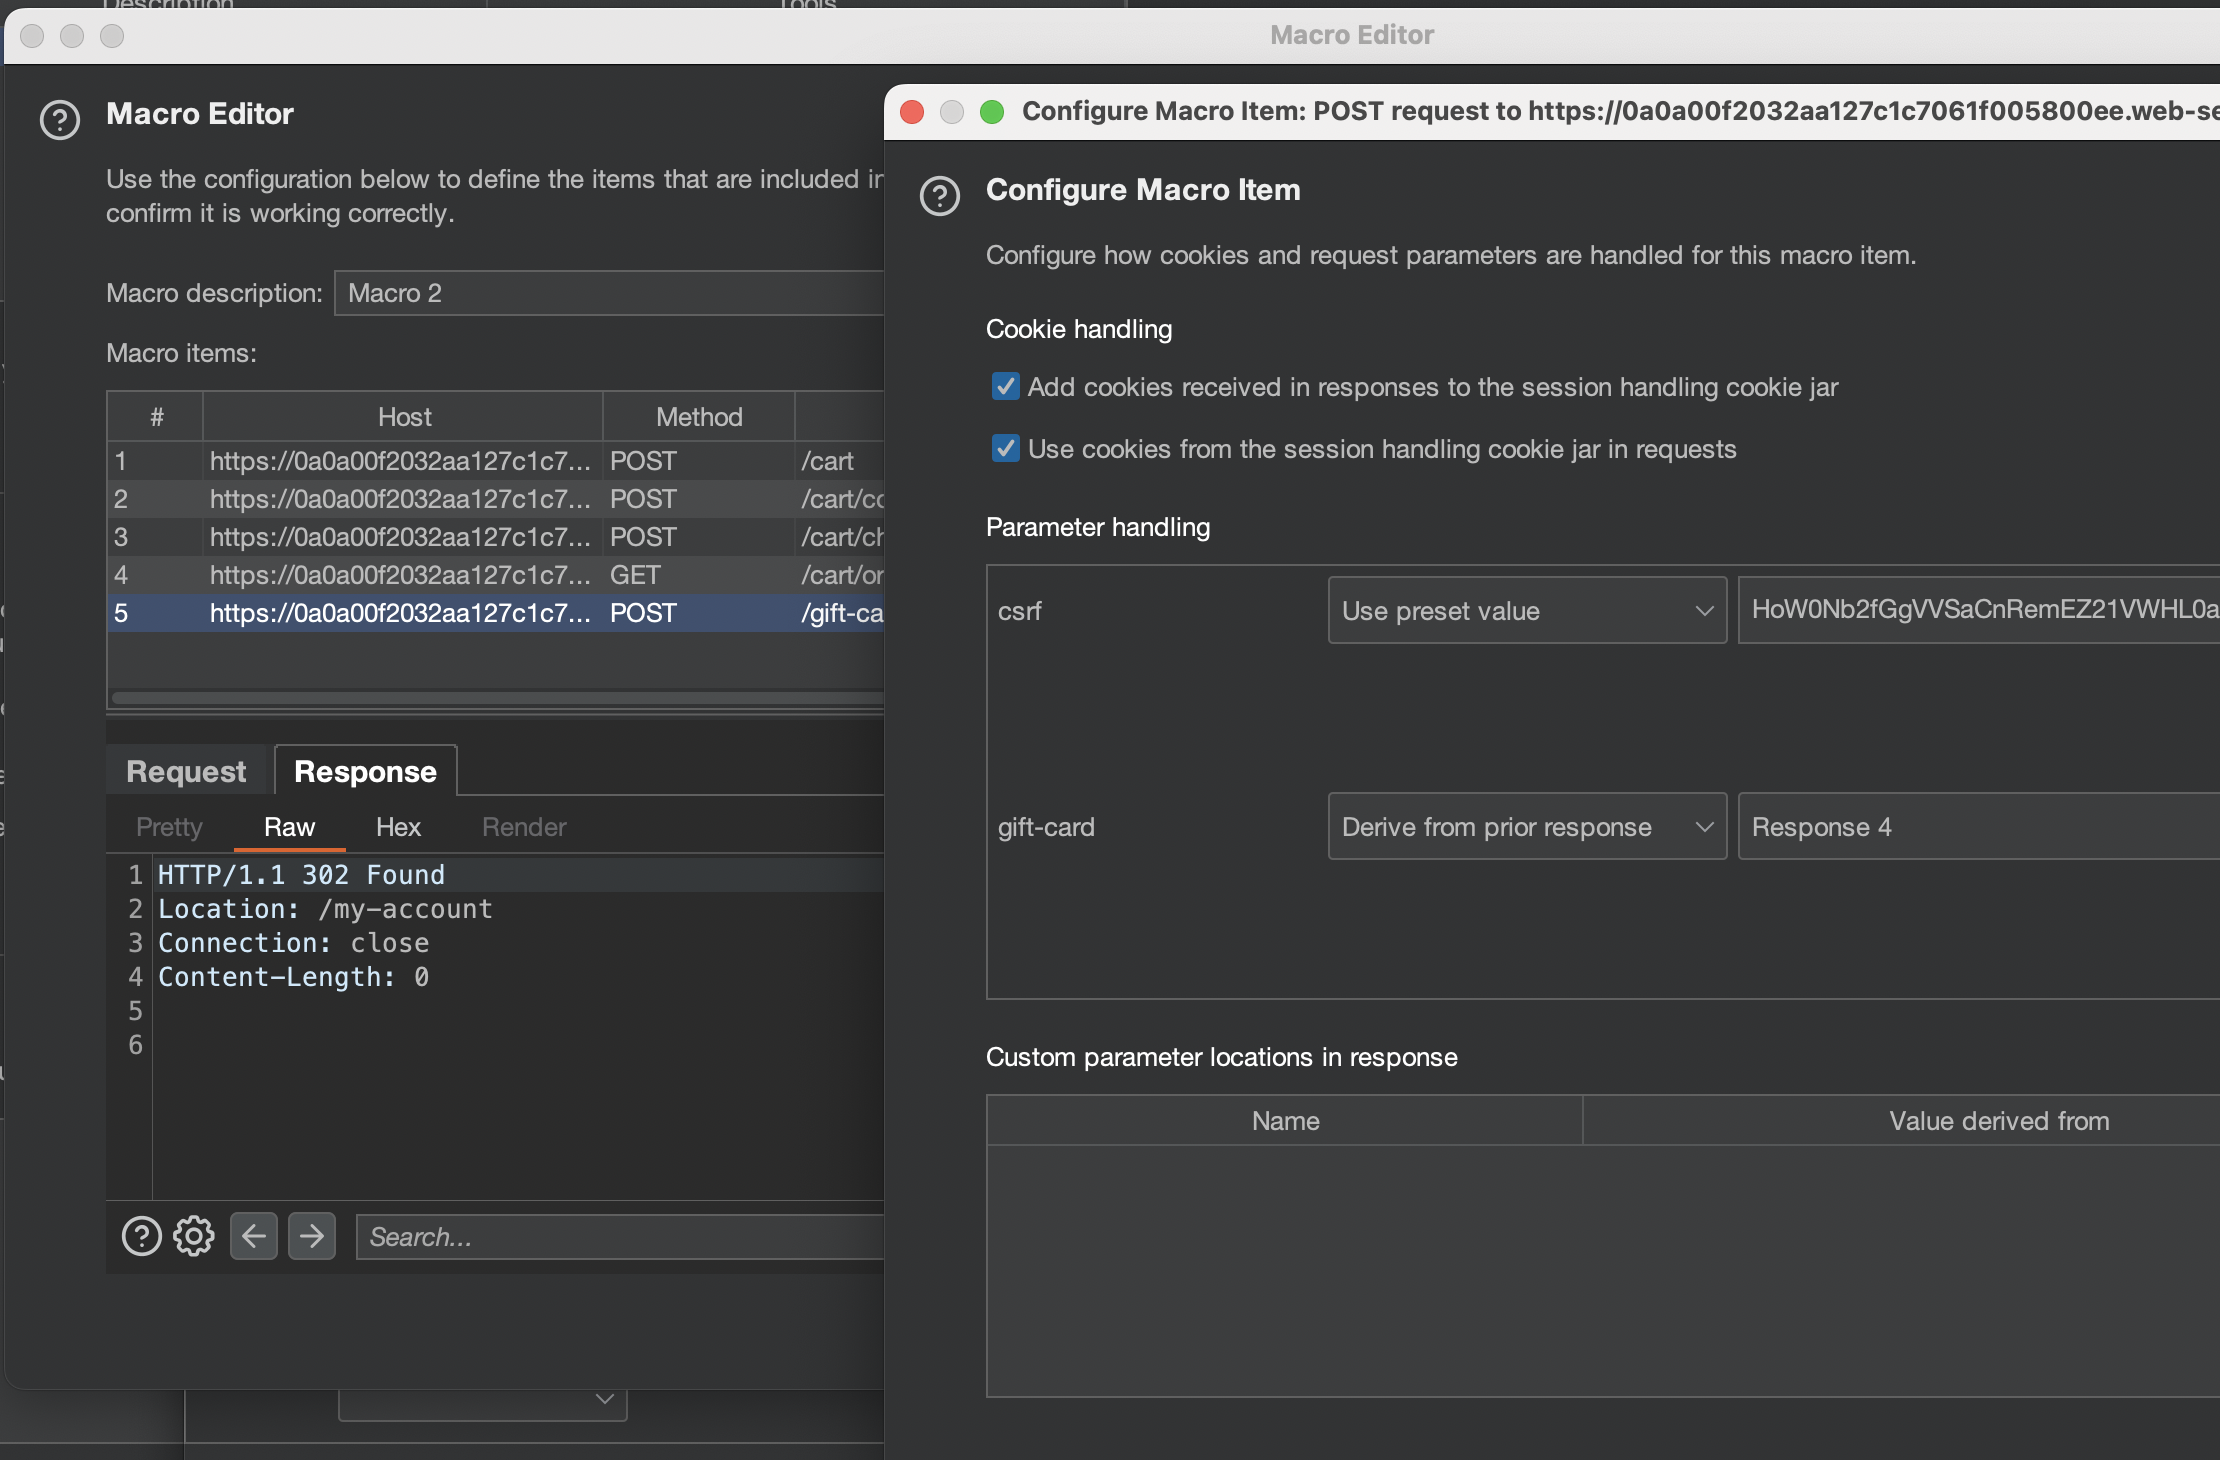 Description Tools
Macro Editor
Macro Editor
Use the configuration below to define the items that are included in
confirm it is working correctly.
Macro description: Macro 2
Macro items:
# Host Method
1 https://0a0a00f2032aa127c1c7... POST /cart
2 https://0a0a00f2032aa127c1c7... POST /cart/co
3 https://0a0a00f2032aa127c1c7... POST /cart/ch
4 https://0a0a00f2032aa127c1c7... GET /cart/or
5 https://0a0a00f2032aa127c1c7... POST /gift-ca
Request Response
Pretty Raw Hex Render
1 HTTP/1.1 302 Found
2 Location: /my-account
3 Connection: close
4 Content-Length: 0
5
6
Search...
Configure Macro Item: POST request to https://0a0a00f2032aa127c1c7061f005800ee.web-se
Configure Macro Item
Configure how cookies and request parameters are handled for this macro item.
Cookie handling
Add cookies received in responses to the session handling cookie jar
Use cookies from the session handling cookie jar in requests
Parameter handling
csrf Use preset value HoW0Nb2fGgVVSaCnRemEZ21VWHL0a
gift-card Derive from prior response Response 4
Custom parameter locations in response
Name Value derived from